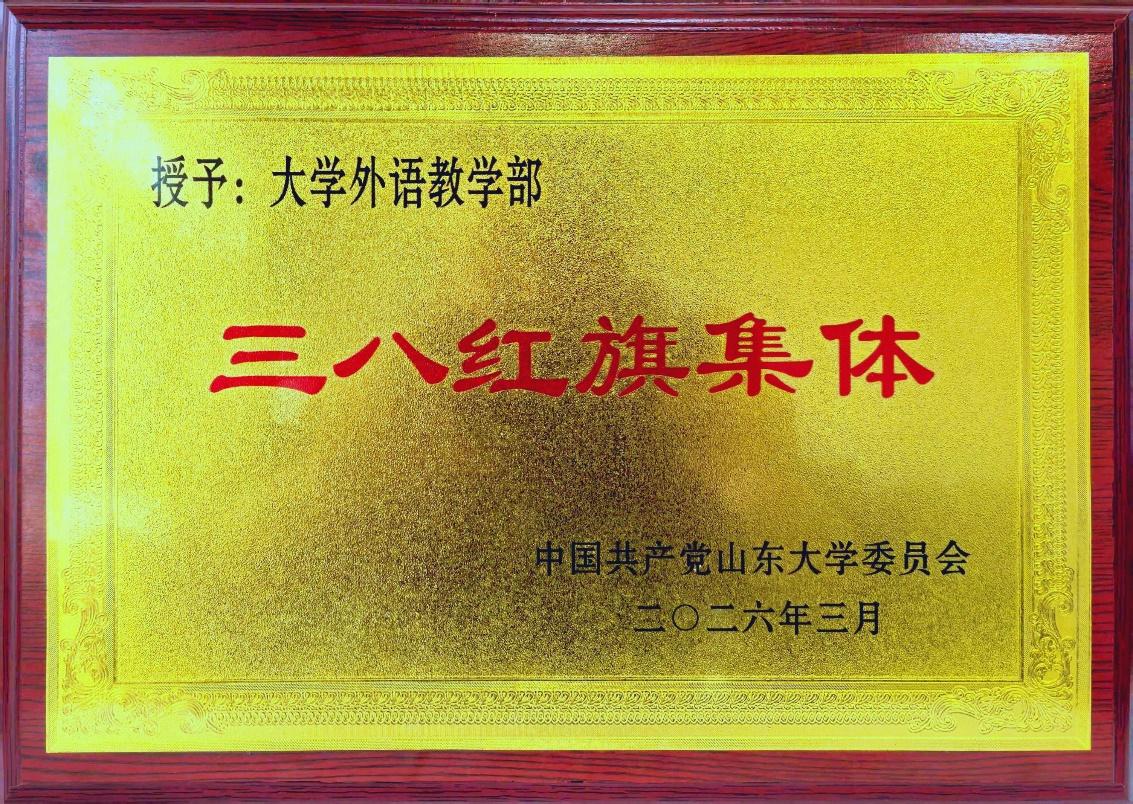 授予：大学外语教学部
三八红旗集体
中国共产党山东大学委员会
二〇二六年三月